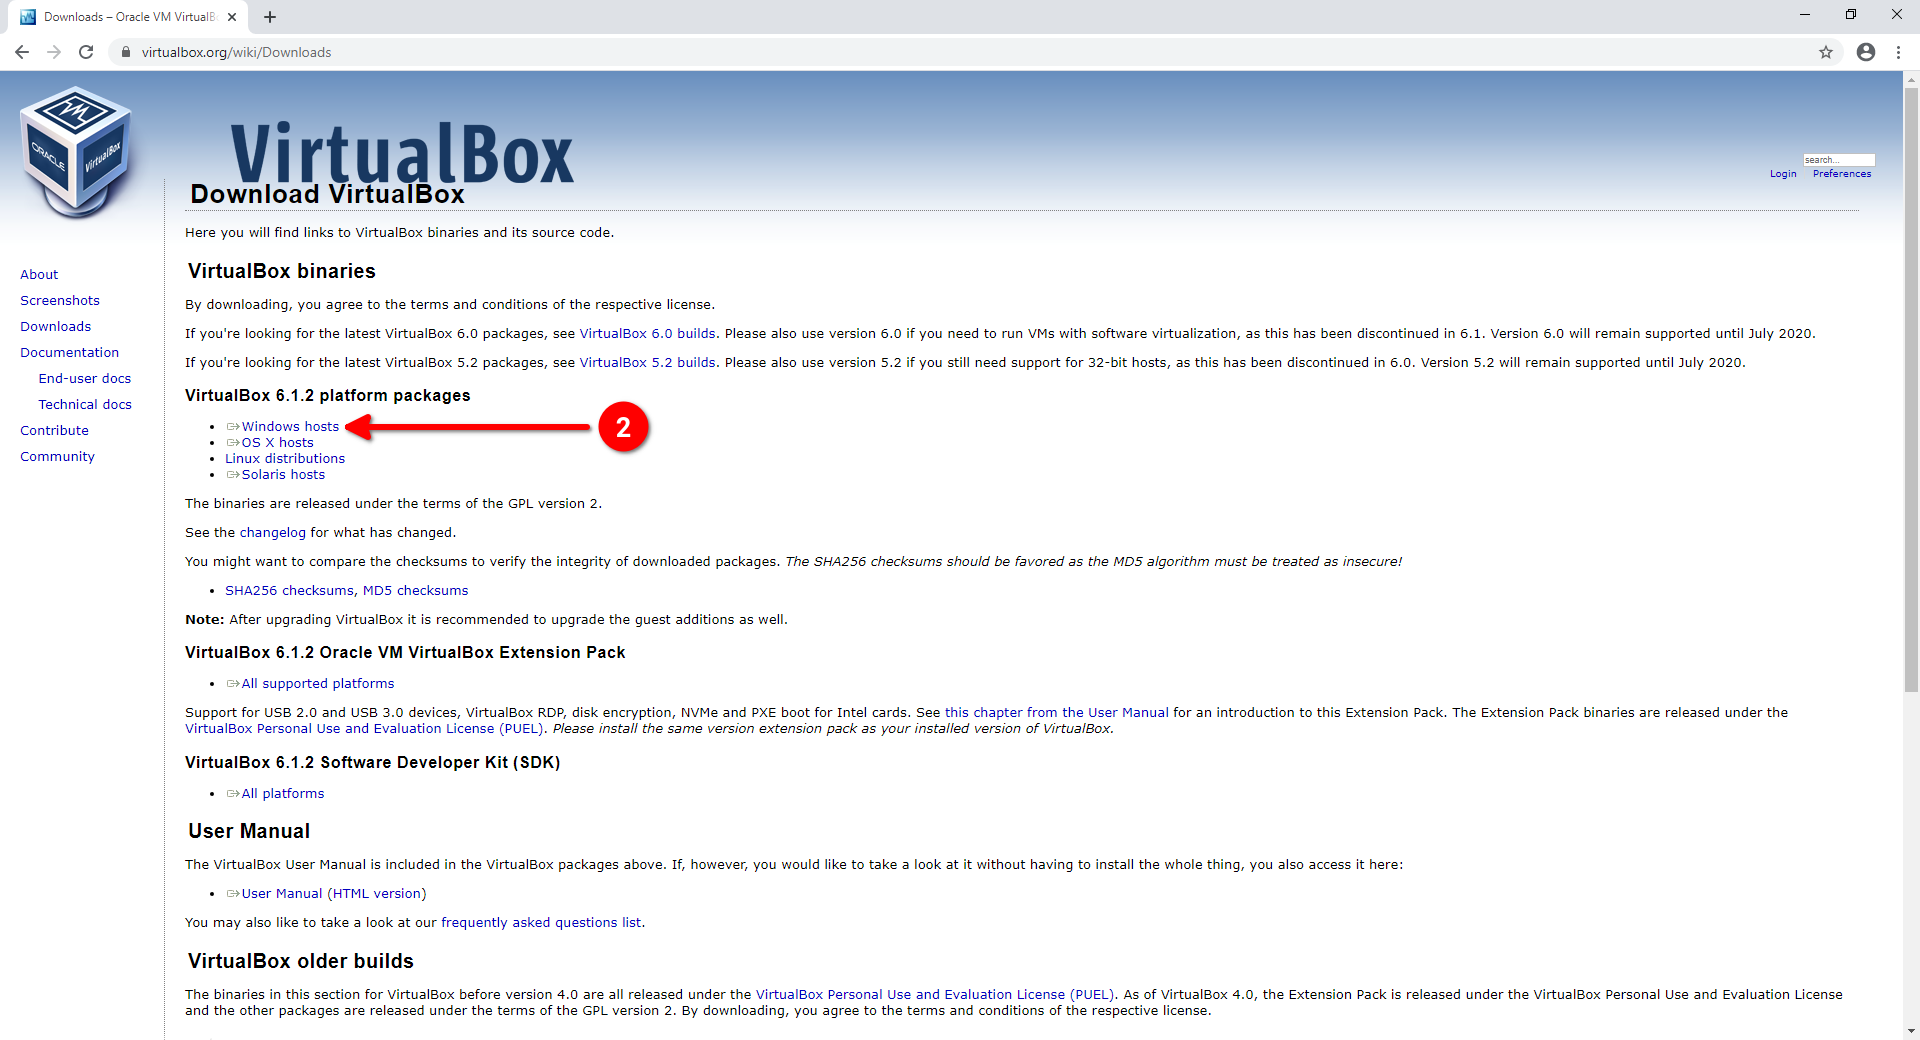 Downloads – Oracle VM VirtualB
virtualbox.org/wiki/Downloads
ORACLE
VirtualBox
VirtualBox
search...
Login Preferences
Download VirtualBox
Here you will find links to VirtualBox binaries and its source code.
About
Screenshots
Downloads
Documentation
End-user docs
Technical docs
Contribute
Community
VirtualBox binaries
By downloading, you agree to the terms and conditions of the respective license.
If you're looking for the latest VirtualBox 6.0 packages, see VirtualBox 6.0 builds. Please also use version 6.0 if you need to run VMs with software virtualization, as this has been discontinued in 6.1. Version 6.0 will remain supported until July 2020.
If you're looking for the latest VirtualBox 5.2 packages, see VirtualBox 5.2 builds. Please also use version 5.2 if you still need support for 32-bit hosts, as this has been discontinued in 6.0. Version 5.2 will remain supported until July 2020.
VirtualBox 6.1.2 platform packages
Windows hosts
2
OS X hosts
Linux distributions
Solaris hosts
The binaries are released under the terms of the GPL version 2.
See the changelog for what has changed.
You might want to compare the checksums to verify the integrity of downloaded packages. The SHA256 checksums should be favored as the MD5 algorithm must be treated as insecure!
SHA256 checksums, MD5 checksums
Note: After upgrading VirtualBox it is recommended to upgrade the guest additions as well.
VirtualBox 6.1.2 Oracle VM VirtualBox Extension Pack
All supported platforms
Support for USB 2.0 and USB 3.0 devices, VirtualBox RDP, disk encryption, NVMe and PXE boot for Intel cards. See this chapter from the User Manual for an introduction to this Extension Pack. The Extension Pack binaries are released under the
VirtualBox Personal Use and Evaluation License (PUEL). Please install the same version extension pack as your installed version of VirtualBox.
VirtualBox 6.1.2 Software Developer Kit (SDK)
All platforms
User Manual
The VirtualBox User Manual is included in the VirtualBox packages above. If, however, you would like to take a look at it without having to install the whole thing, you also access it here:
User Manual (HTML version)
You may also like to take a look at our frequently asked questions list.
VirtualBox older builds
The binaries in this section for VirtualBox before version 4.0 are all released under the VirtualBox Personal Use and Evaluation License (PUEL). As of VirtualBox 4.0, the Extension Pack is released under the VirtualBox Personal Use and Evaluation License
and the other packages are released under the terms of the GPL version 2. By downloading, you agree to the terms and conditions of the respective license.